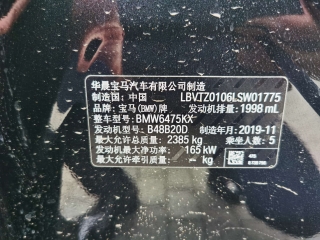 华晨宝马汽车有限公司制造
制造国：中国 LBVTZ0106LSW01775
品牌：宝马(BMW)牌 发动机排量：1998 mL
整车型号：BMW6475KX
发动机型号：B48B20D 制造年月：2019-11
最大允许总质量：2385 kg 乘坐人数：5
发动机最大净功率：165 kW
最大允许牵引质量：- kg